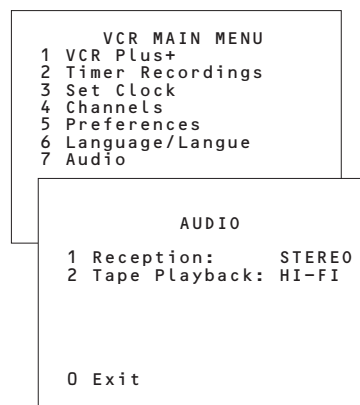 VCR MAIN MENU
1 VCR Plus+
2 Timer Recordings
3 Set Clock
4 Channels
5 Preferences
6 Language/Langue
7 Audio
AUDIO
1 Reception: STEREO
2 Tape Playback: HI-FI
0 Exit